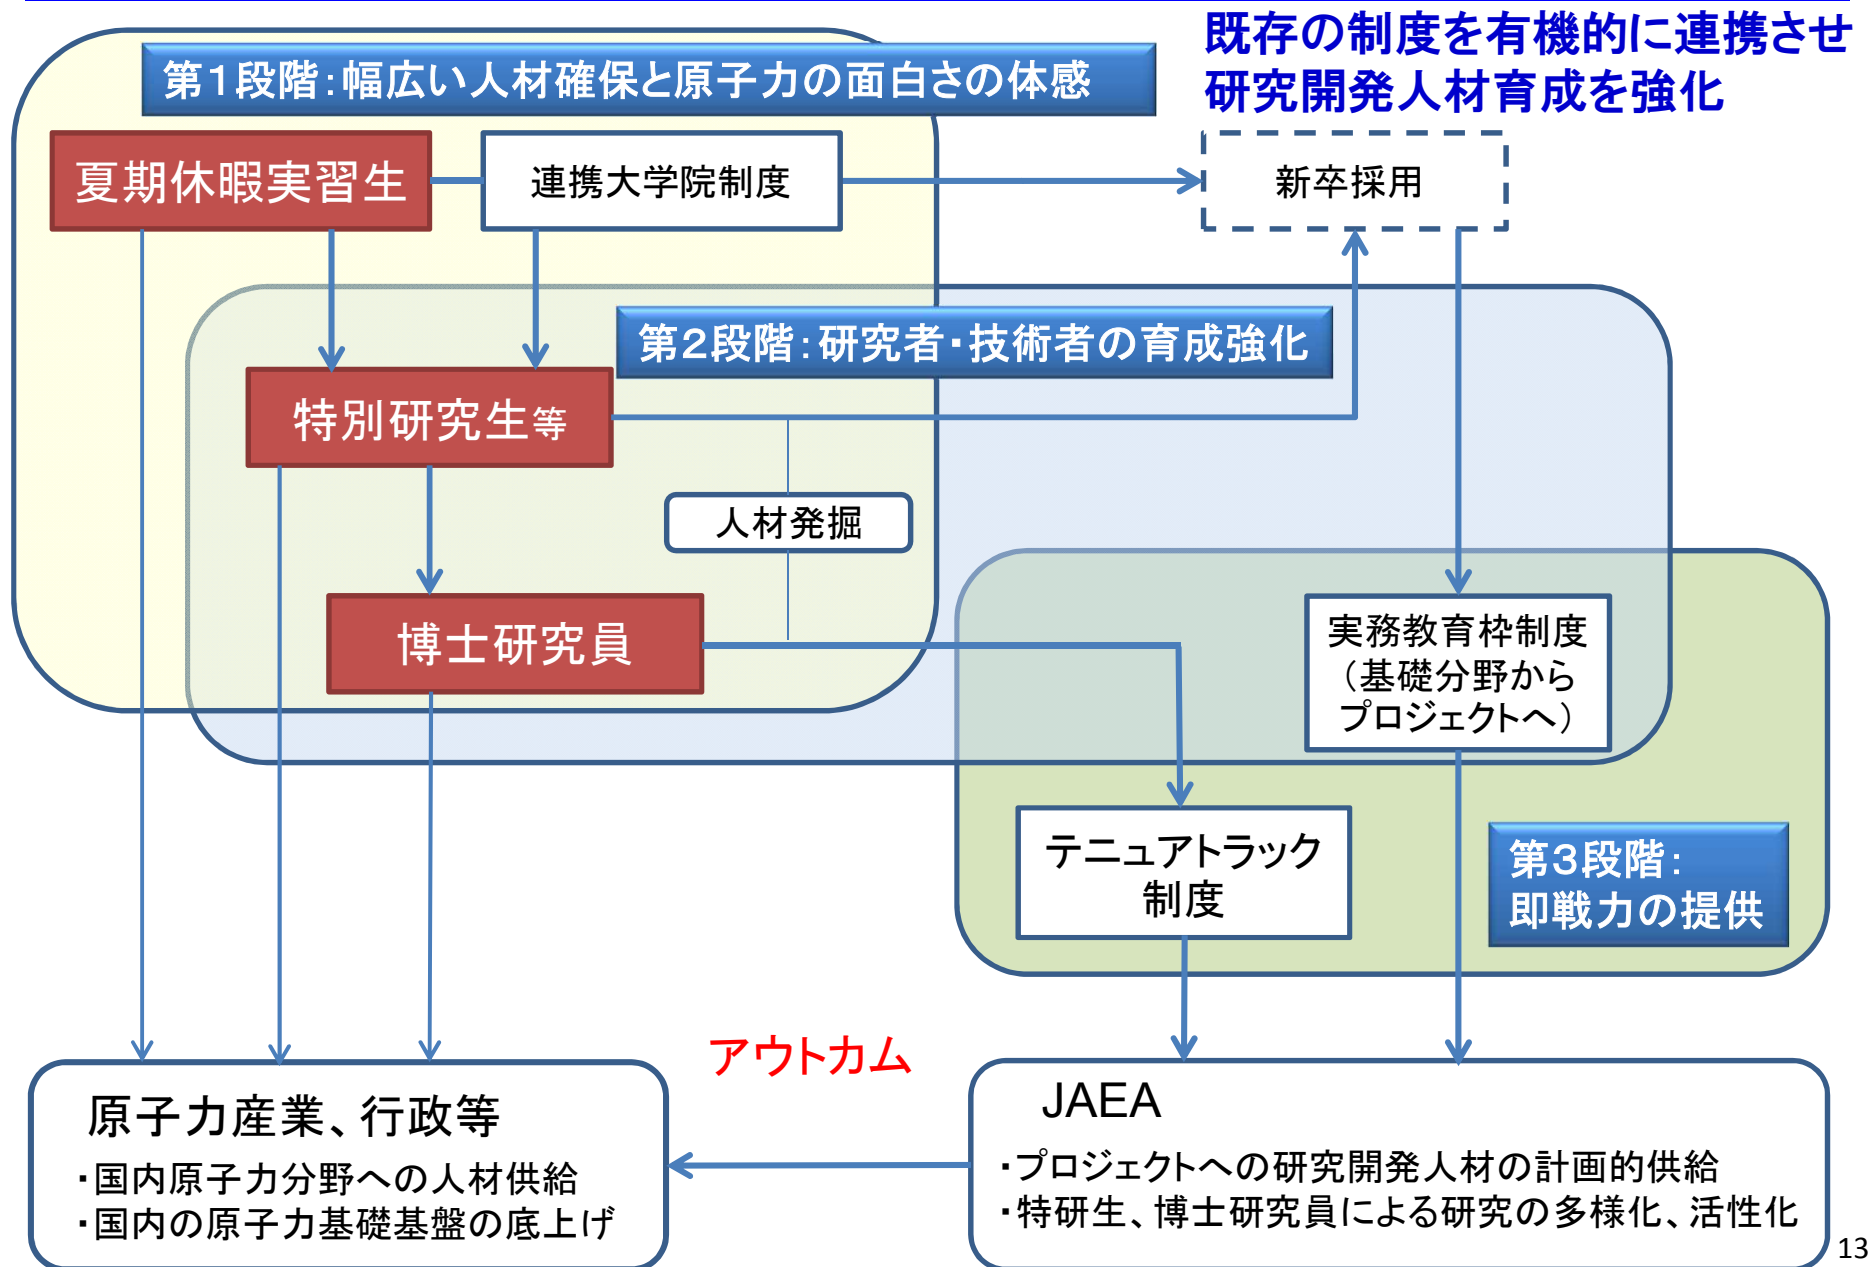 既存の制度を有機的に連携させ
研究開発人材育成を強化
第1段階:幅広い人材確保と原子力の面白さの体感
夏期休暇実習生
連携大学院制度
新卒採用
第2段階:研究者・技術者の育成強化
特別研究生等
人材発掘
博士研究員
実務教育枠制度
(基礎分野から
プロジェクトへ)
テニュアトラック
制度
第3段階:
即戦力の提供
アウトカム
原子力産業、行政等
・国内原子力分野への人材供給
・国内の原子力基礎基盤の底上げ
JAEA
・プロジェクトへの研究開発人材の計画的供給
・特研生、博士研究員による研究の多様化、活性化
13